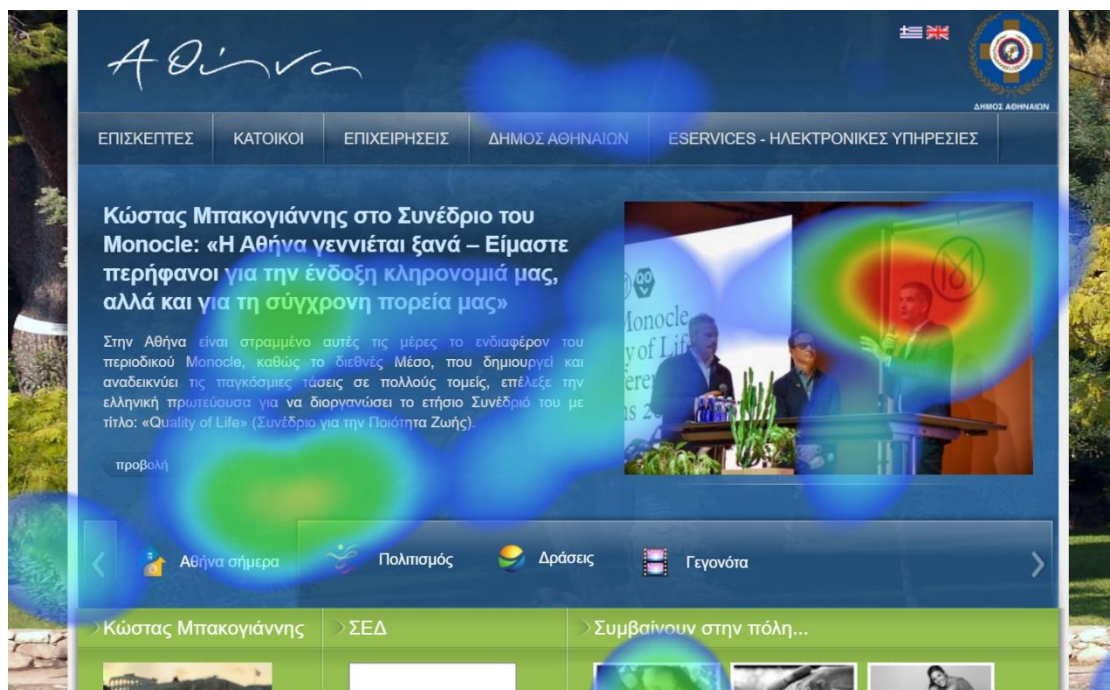 Αθήνα
ΔΗΜΟΣ ΑΘΗΝΑΙΩΝ
ΕΠΙΣΚΕΠΤΕΣ ΚΑΤΟΙΚΟΙ ΕΠΙΧΕΙΡΗΣΕΙΣ ΔΗΜΟΣ ΑΘΗΝΑΙΩΝ ESERVICES - ΗΛΕΚΤΡΟΝΙΚΕΣ ΥΠΗΡΕΣΙΕΣ
Κώστας Μπακογιάννης στο Συνέδριο του
Monocle: «Η Αθήνα γεννιέται ξανά – Είμαστε
περήφανοι για την ένδοξη κληρονομιά μας,
αλλά και για τη σύγχρονη πορεία μας»
Στην Αθήνα είναι στραμμένο αυτές τις μέρες το ενδιαφέρον του
περιοδικού Monocle, καθώς το διεθνές Μέσο, που δημιουργεί και
αναδεικνύει τις παγκόσμιες τάσεις σε πολλούς τομείς, επέλεξε την
ελληνική πρωτεύουσα για να διοργανώσει το ετήσιο Συνέδριό του με
τίτλο: «Quality of Life» (Συνέδριο για την Ποιότητα Ζωής).
προβολή
Monocle
y of Life
Αθήνα σήμερα Πολιτισμός Δράσεις Γεγονότα
Κώστας Μπακογιάννης ΣΕΔ Συμβαίνουν στην πόλη...